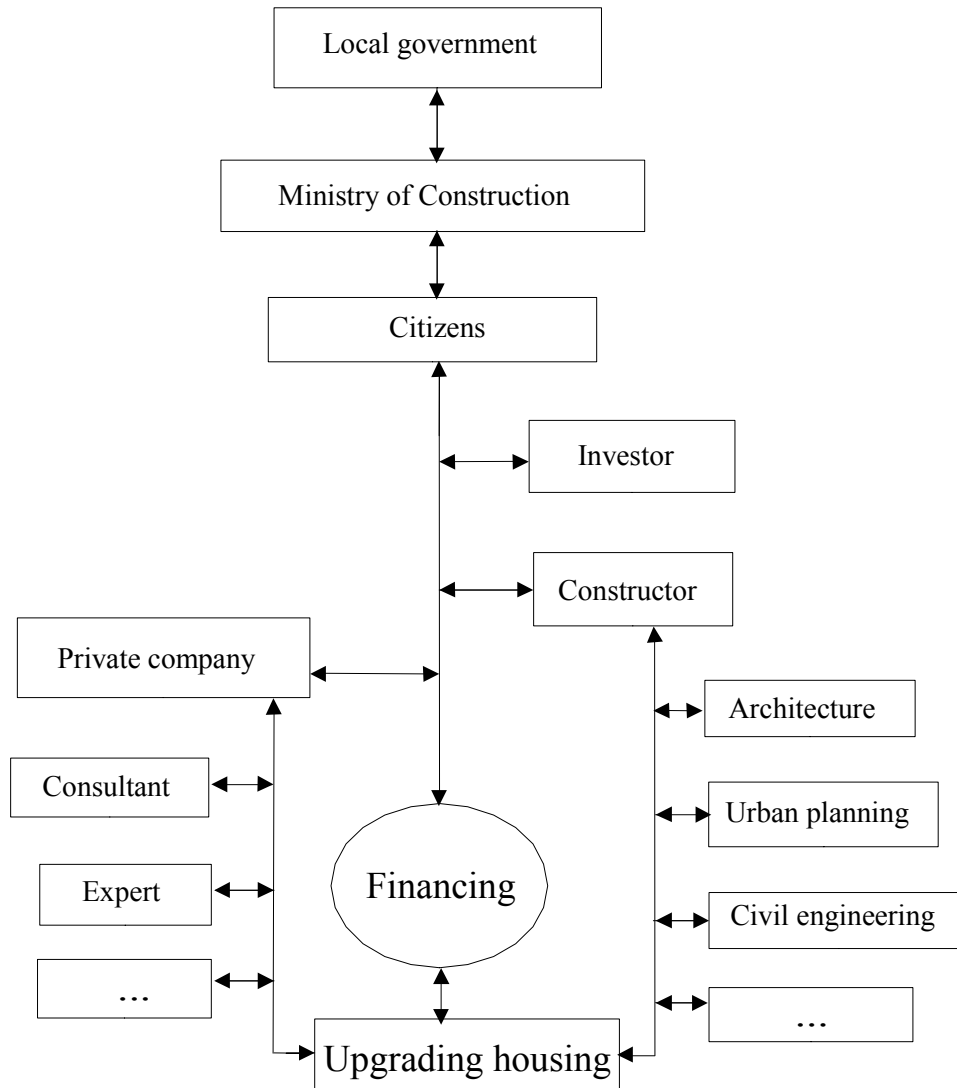 Local government
Ministry of Construction
Citizens
Investor
Constructor
Private company
Architecture
Consultant
Urban planning
Expert
Financing
Civil engineering
...
...
Upgrading housing